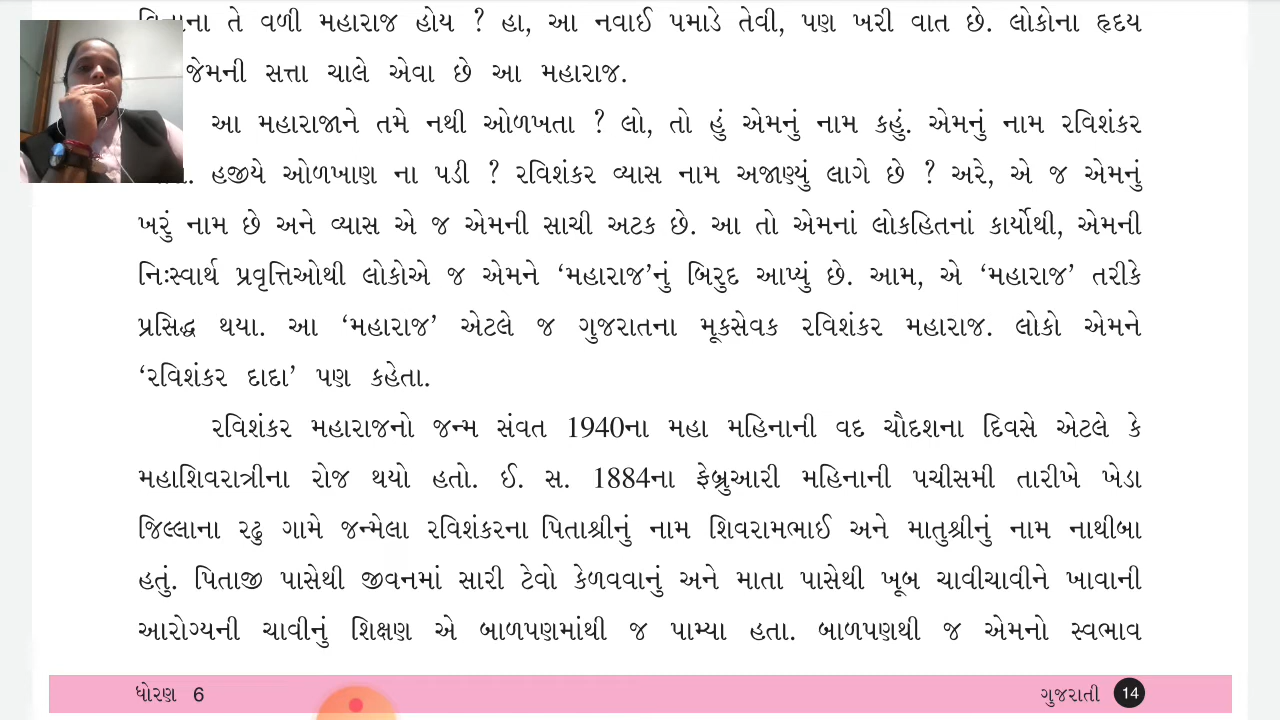 તે વળી મહારાજ હોય ? હા, આ નવાઈ પમાડે તેવી, પણ ખરી વાત છે. લોકોના હૃદય
જેમની સત્તા ચાલે એવા છે આ મહારાજ.
આ મહારાજાને તમે નથી ઓળખતા ? લો, તો હું એમનું નામ કહું. એમનું નામ રવિશંકર
હજીયે ઓળખાણ ના પડી ? રવિશંકર વ્યાસ નામ અજાણ્યું લાગે છે ? અરે, એ જ એમનું
ખરું નામ છે અને વ્યાસ એ જ એમની સાચી અટક છે. આ તો એમનાં લોકહિતનાં કાર્યોથી, એમની
નિઃસ્વાર્થ પ્રવૃત્તિઓથી લોકોએ જ એમને ‘મહારાજ’નું બિરુદ આપ્યું છે. આમ, એ ‘મહારાજ’ તરીકે
પ્રસિદ્ધ થયા. આ ‘મહારાજ’ એટલે જ ગુજરાતના મૂકસેવક રવિશંકર મહારાજ. લોકો એમને
‘રવિશંકર દાદા’ પણ કહેતા.
રવિશંકર મહારાજનો જન્મ સંવત 1940ના મહા મહિનાની વદ ચૌદશના દિવસે એટલે કે
મહાશિવરાત્રીના રોજ થયો હતો. ઈ. સ. 1884ના ફેબ્રુઆરી મહિનાની પચીસમી તારીખે ખેડા
જિલ્લાના રઢુ ગામે જન્મેલા રવિશંકરના પિતાશ્રીનું નામ શિવરામભાઈ અને માતુશ્રીનું નામ નાથીબા
હતું. પિતાજી પાસેથી જીવનમાં સારી ટેવો કેળવવાનું અને માતા પાસેથી ખૂબ ચાવીચાવીને ખાવાની
આરોગ્યની ચાવીનું શિક્ષણ એ બાળપણમાંથી જ પામ્યા હતા. બાળપણથી જ એમનો સ્વભાવ
ધોરણ 6
ગુજરાતી 14